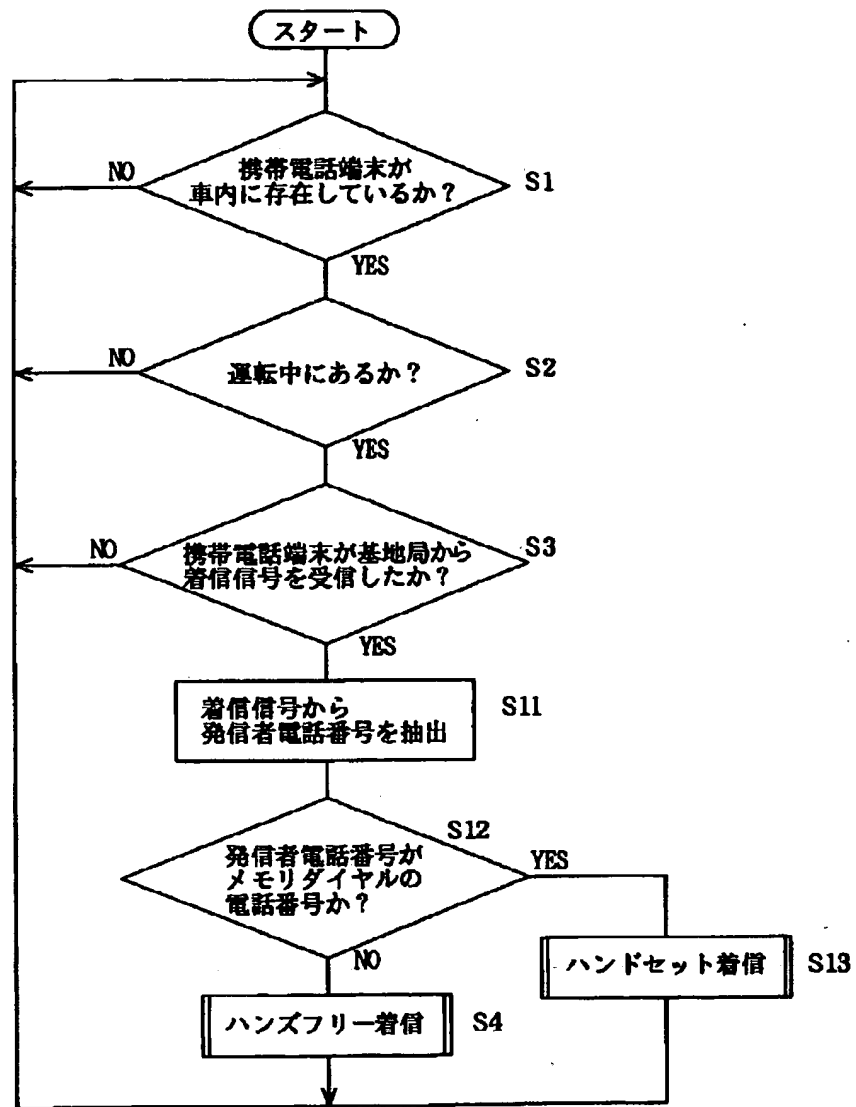 スタート
携帯電話端末が
車内に存在しているか？
S1
NO
YES
運転中にあるか？
S2
NO
YES
携帯電話端末が基地局から
着信信号を受信したか？
S3
NO
YES
着信信号から
発信者電話番号を抽出
S11
発信者電話番号が
メモリダイヤルの
電話番号か？
S12
YES
NO
ハンドセット着信
S13
ハンズフリー着信
S4